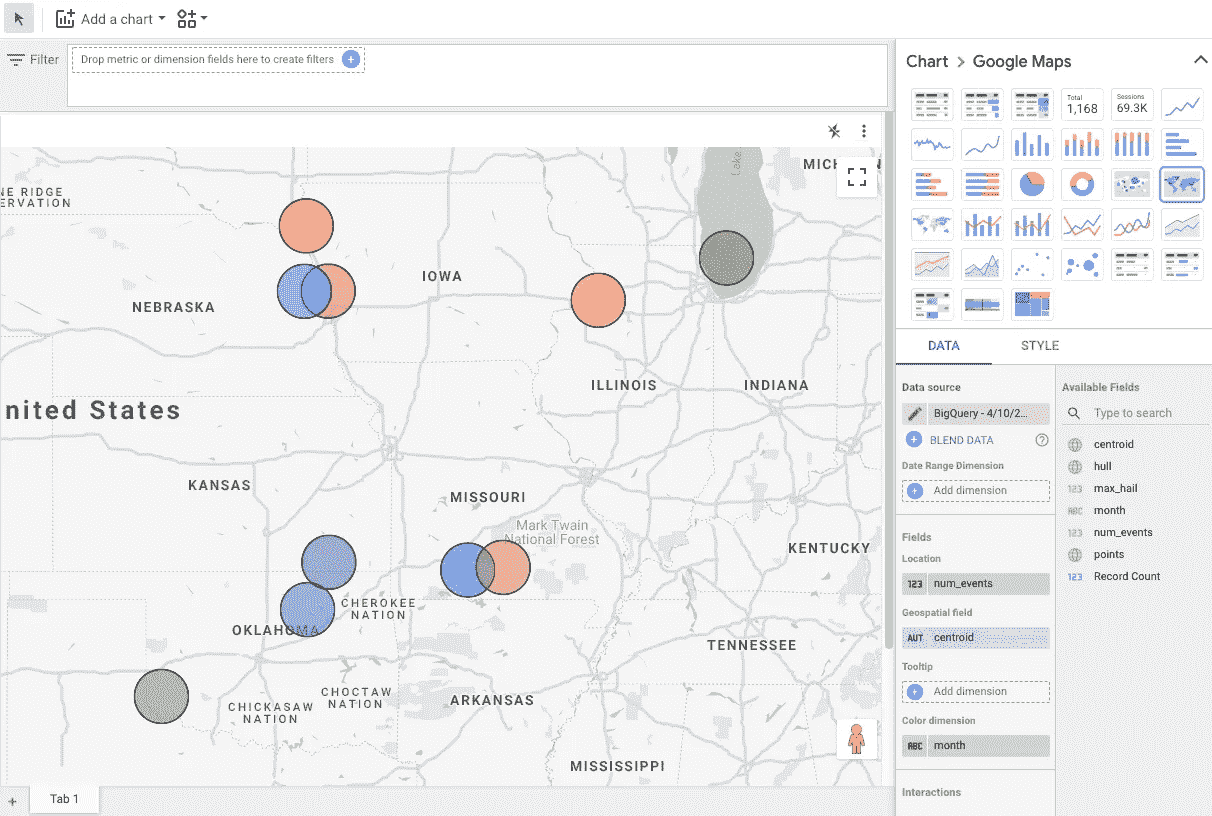 Add a chart
Filter
Drop metric or dimension fields here to create filters
Chart
Google Maps
Total
1,168
Sessions
69.3K
Lake
NE RIDGE
ERVATION
NEBRASKA
IOWA
ILLINOIS
INDIANA
nited States
KANSAS
MISSOURI
Mark Twain
National Forest
KENTUCKY
CHEROKEE
NATION
OKLAHOMA
TENNESSEE
CHICKASAW
NATION
CHOCTAW
NATION
ARKANSAS
MISSISSIPPI
Tab 1
DATA
STYLE
Data source
BigQuery - 4/10/2...
BLEND DATA
Date Range Dimension
Add dimension
Fields
Location
123 num_events
Geospatial field
AUT centroid
Tooltip
Add dimension
Color dimension
ABC month
Interactions
Available Fields
Type to search
centroid
hull
123 max_hail
ABC month
123 num_events
points
123 Record Count